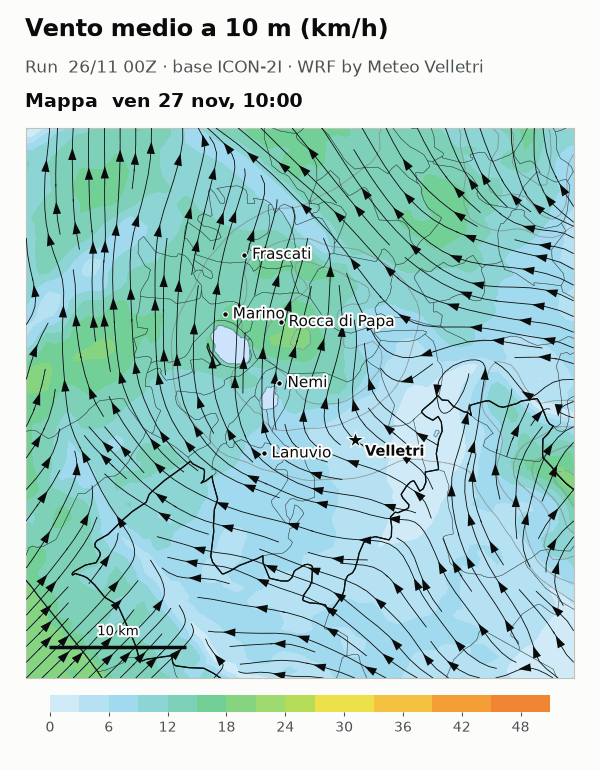 Vento medio a 10 m (km/h)
Run  26/11 00Z · base ICON-2I · WRF by Meteo Velletri
Mappa  ven 27 nov, 10:00
Frascati
Marino
Rocca di Papa
Nemi
Velletri
Lanuvio
10 km
0 6 12 18 24 30 36 42 48